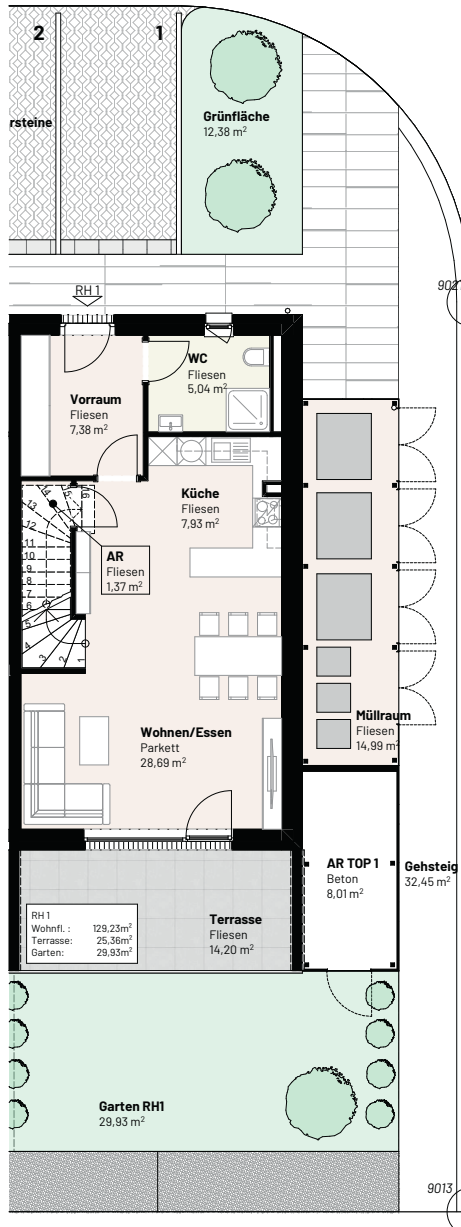 2
1
rsteine
Grünfläche
12,38 m²
902
RH 1
WC
Fliesen
5,04 m²
Vorraum
Fliesen
7,38 m²
Küche
Fliesen
7,93 m²
16
15
14
13
12
11
10
9
8
7
6
5
4
3
2
1
AR
Fliesen
1,37 m²
Müllraum
Fliesen
14,99 m²
Wohnen/Essen
Parkett
28,69 m²
AR TOP 1
Beton
8,01 m²
Gehsteig
32,45 m²
RH 1
Wohnfl. : 129,23m²
Terrasse: 25,36m²
Garten: 29,93m²
Terrasse
Fliesen
14,20 m²
Garten RH1
29,93 m²
9013